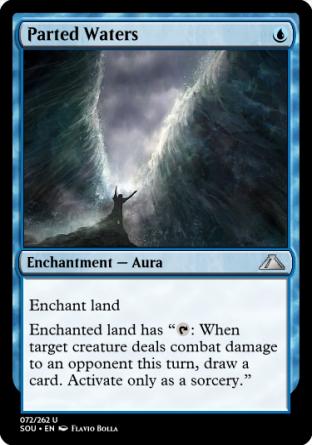 Parted Waters
Enchantment — Aura
Enchant land
Enchanted land has “: When
target creature deals combat damage
to an opponent this turn, draw a
card. Activate only as a sorcery.”
072/262 U
SOU • EN Flavio Bolla